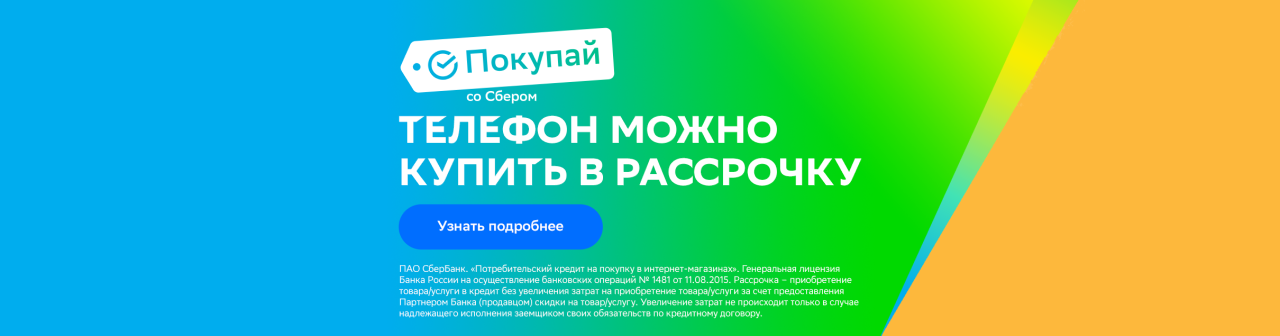 Покупай
со Сбером
ТЕЛЕФОН МОЖНО
КУПИТЬ В РАССРОЧКУ
Узнать подробнее
ПАО СберБанк. «Потребительский кредит на покупку в интернет-магазинах». Генеральная лицензия
Банка России на осуществление банковских операций № 1481 от 11.08.2015. Рассрочка – приобретение
товара/услуги в кредит без увеличения затрат на приобретение товара/услуги за счет предоставления
Партнером Банка (продавцом) скидки на товар/услугу. Увеличение затрат не происходит только в случае
надлежащего исполнения заемщиком своих обязательств по кредитному договору.